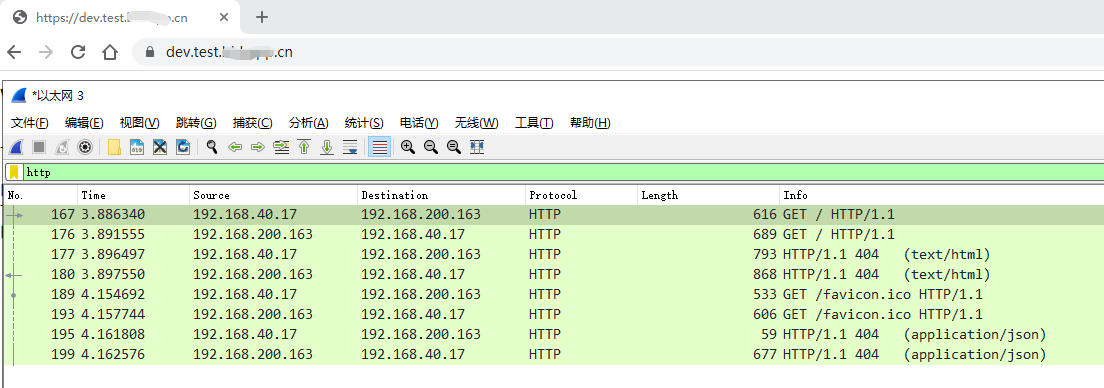 https://dev.test. .cn
dev.test. .cn
*以太网 3
文件(F) 编辑(E) 视图(V) 跳转(G) 捕获(C) 分析(A) 统计(S) 电话(Y) 无线(W) 工具(T) 帮助(H)
http
No. Time Source Destination Protocol Length Info
167 3.886340 192.168.40.17 192.168.200.163 HTTP 616 GET / HTTP/1.1
176 3.891555 192.168.200.163 192.168.40.17 HTTP 689 GET / HTTP/1.1
177 3.896497 192.168.40.17 192.168.200.163 HTTP 793 HTTP/1.1 404 (text/html)
180 3.897550 192.168.200.163 192.168.40.17 HTTP 868 HTTP/1.1 404 (text/html)
189 4.154692 192.168.40.17 192.168.200.163 HTTP 533 GET /favicon.ico HTTP/1.1
193 4.157744 192.168.200.163 192.168.40.17 HTTP 606 GET /favicon.ico HTTP/1.1
195 4.161808 192.168.40.17 192.168.200.163 HTTP 59 HTTP/1.1 404 (application/json)
199 4.162576 192.168.200.163 192.168.40.17 HTTP 677 HTTP/1.1 404 (application/json)